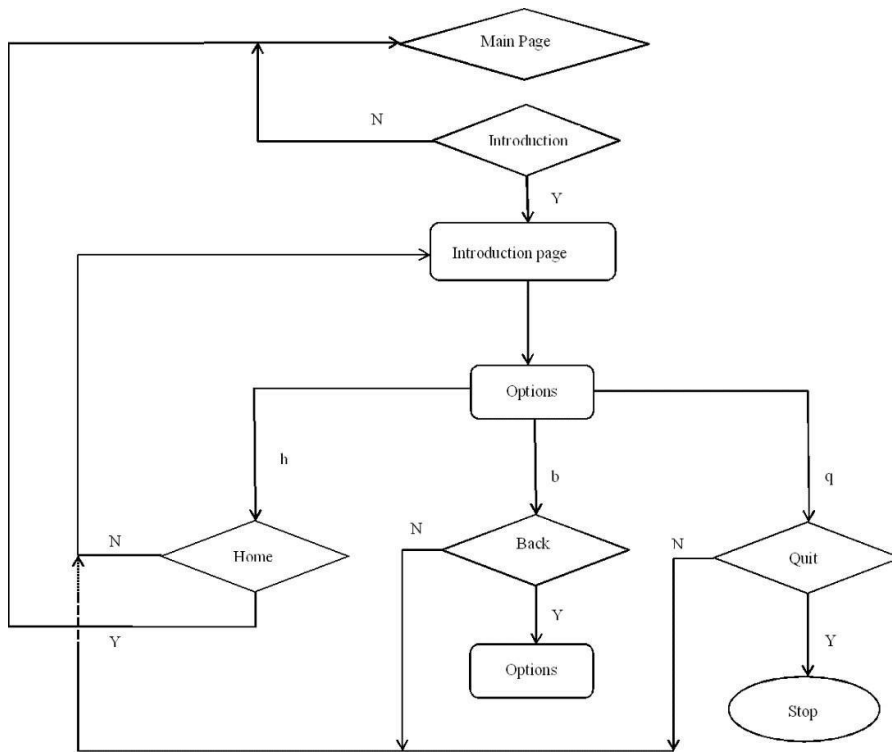 Main Page
N
Introduction
Y
Introduction page
Options
h
b
q
N
Home
N
Back
N
Quit
Y
Y
Y
Options
Stop